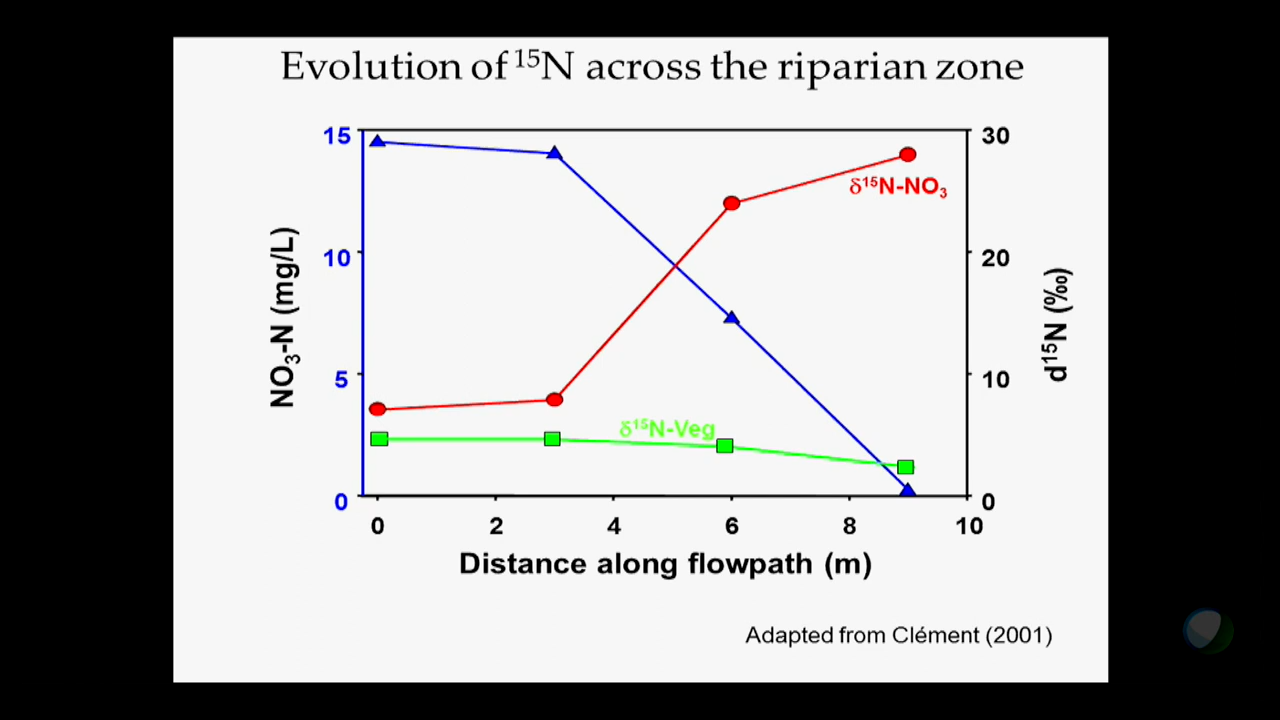 Evolution of ¹⁵N across the riparian zone
15
10
5
0
NO₃-N (mg/L)
δ¹⁵N-NO₃
δ¹⁵N-Veg
30
20
10
0
d¹⁵N (‰)
0 2 4 6 8 10
Distance along flowpath (m)
Adapted from Clément (2001)